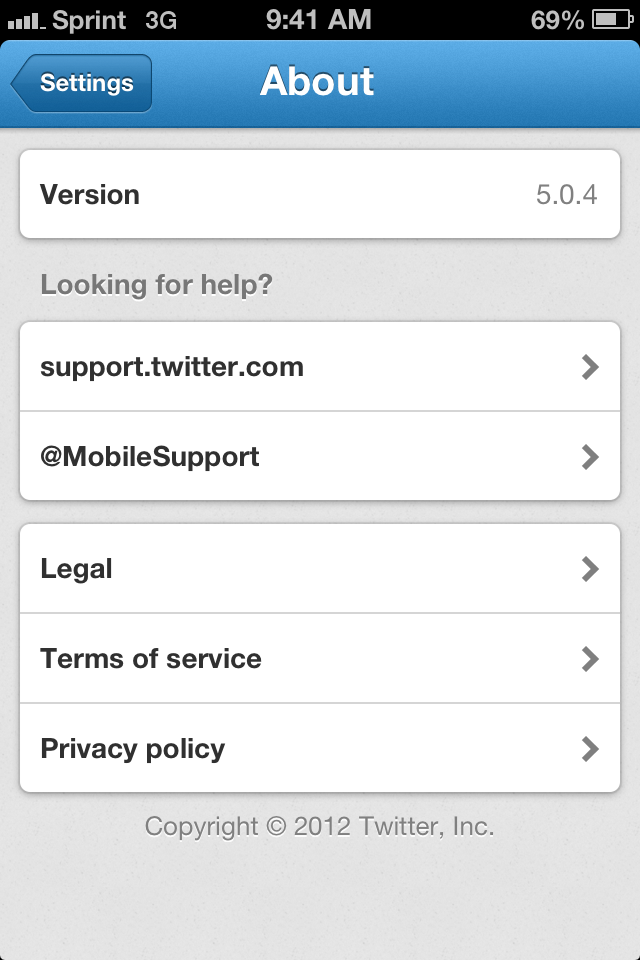 Sprint 3G 9:41 AM 69%
Settings About
Version 5.0.4
Looking for help?
support.twitter.com
@MobileSupport
Legal
Terms of service
Privacy policy
Copyright © 2012 Twitter, Inc.